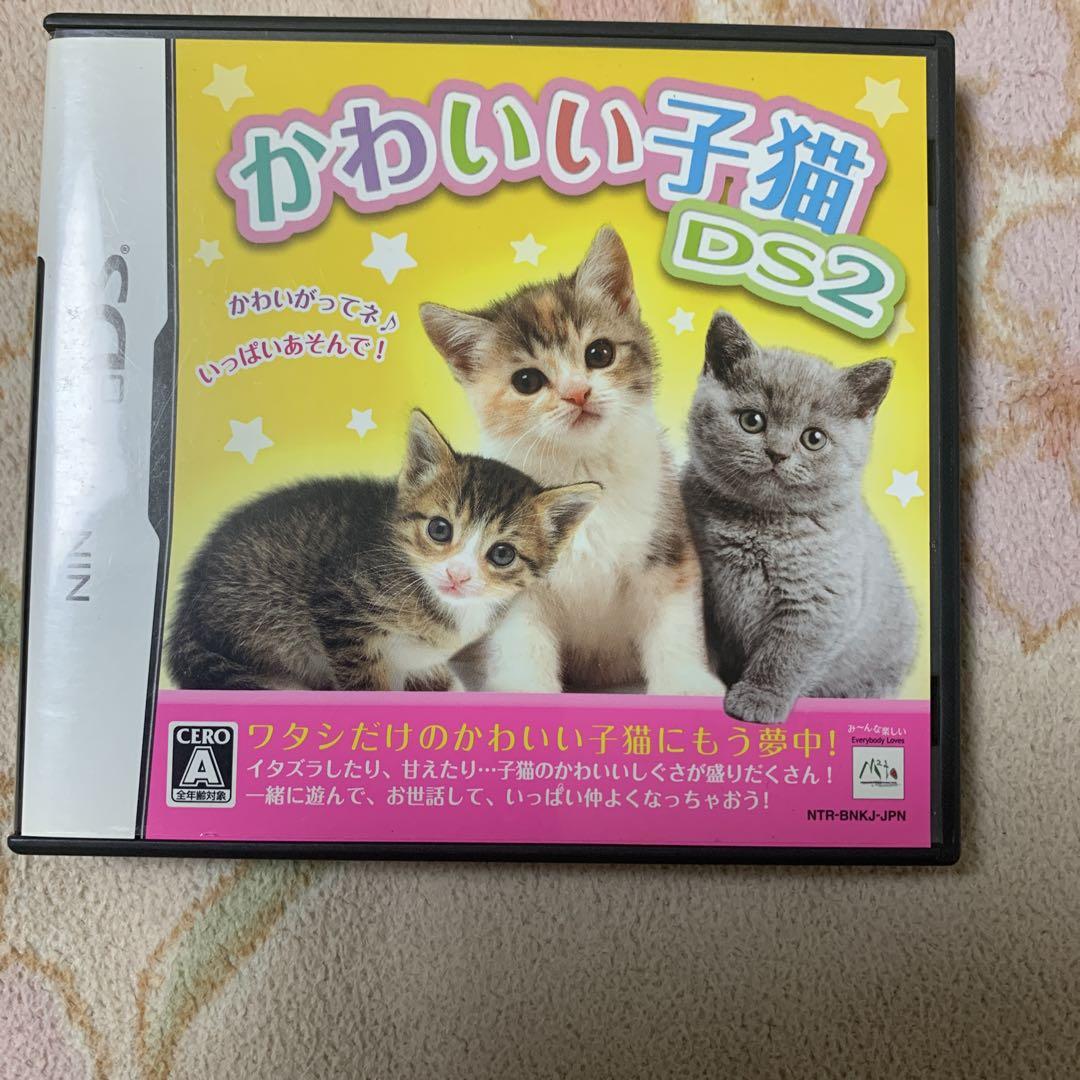 かわいい子猫
DS2
かわいがってネ♪
いっぱいあそんで！
DS®
NIN
CERO
A
全年齢対象
ワタシだけのかわいい子猫にもう夢中！
イタズラしたり、甘えたり…子猫のかわいいしぐさが盛りだくさん！
一緒に遊んで、お世話して、いっぱい仲よくなっちゃおう！
み〜んな楽しい
Everybody Loves
NTR-BNKJ-JPN